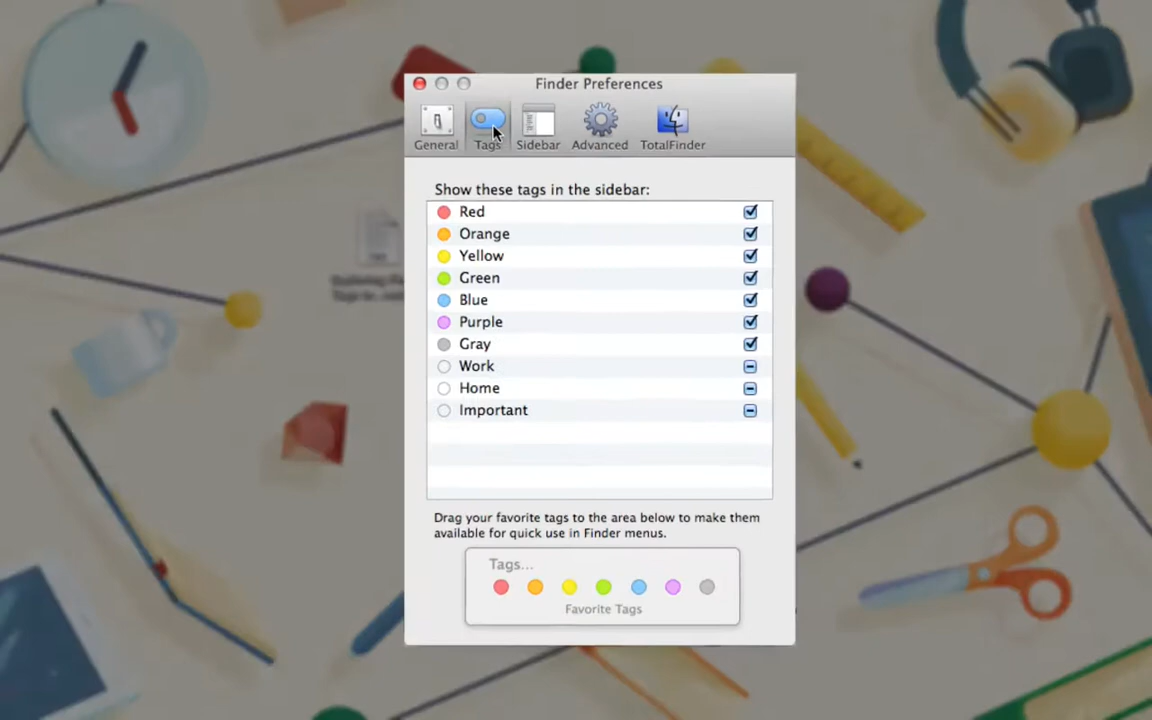 Finder Preferences
General Tags Sidebar Advanced TotalFinder
Show these tags in the sidebar:
Red
Orange
Yellow
Green
Blue
Purple
Gray
Work
Home
Important
Drag your favorite tags to the area below to make them
available for quick use in Finder menus.
Tags...
Favorite Tags